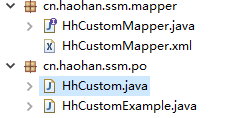 cn.haohan.ssm.mapper
HhCustomMapper.java
HhCustomMapper.xml
cn.haohan.ssm.po
HhCustom.java
HhCustomExample.java